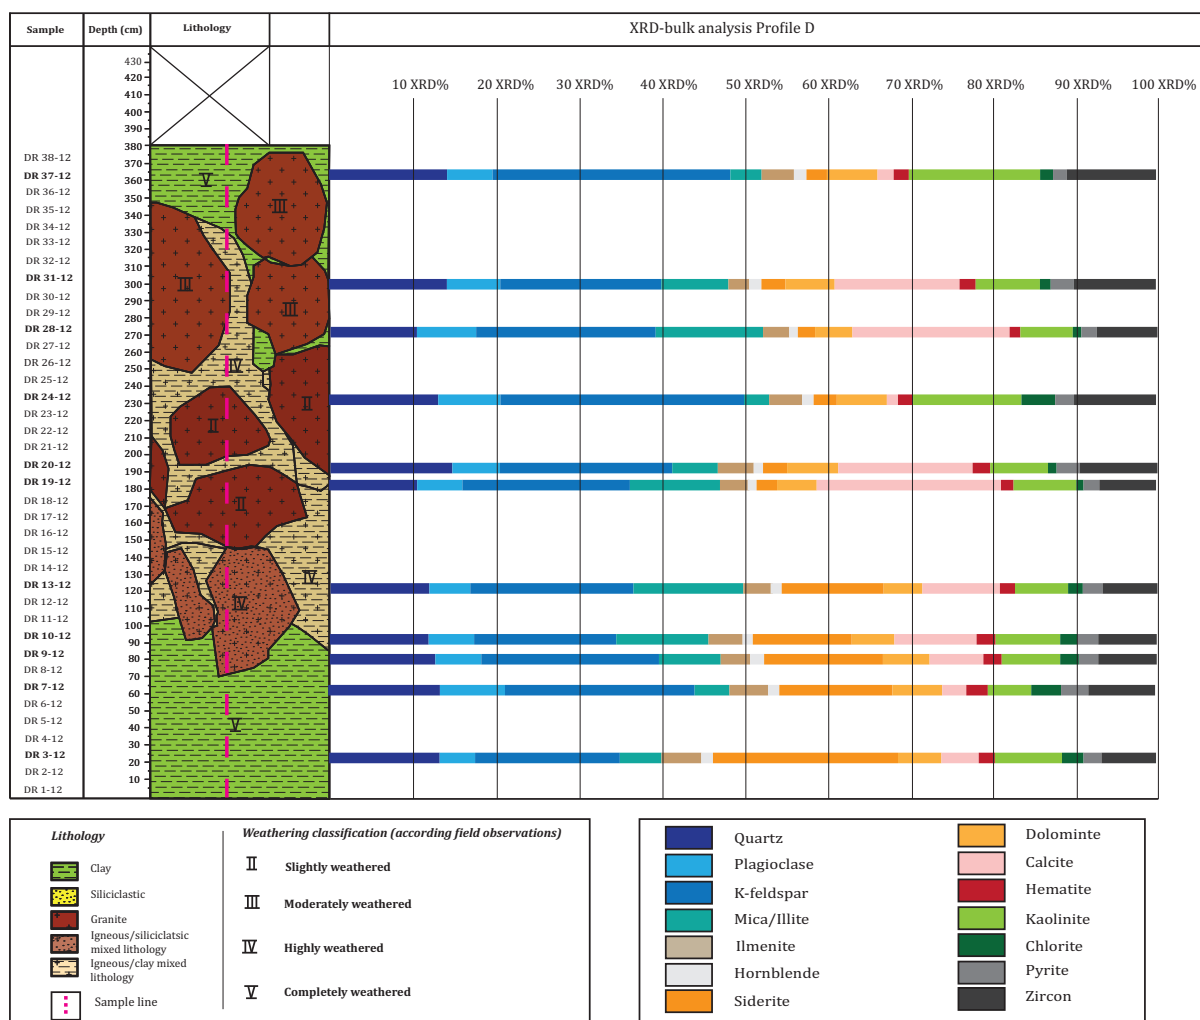 Sample Depth (cm) Lithology XRD-bulk analysis Profile D
10 XRD% 20 XRD% 30 XRD% 40 XRD% 50 XRD% 60 XRD% 70 XRD% 80 XRD% 90 XRD% 100 XRD%
430
420
410
400
390
380
DR 38-12 370
DR 37-12 360 V
DR 36-12 350
DR 35-12 340 III
DR 34-12 330
DR 33-12 320
DR 32-12 310
DR 31-12 300 III
DR 30-12 290 III
DR 29-12 280
DR 28-12 270
DR 27-12 260
DR 26-12 250 IV
DR 25-12 240
DR 24-12 230 II
DR 23-12 220
DR 22-12 210 II
DR 21-12 200
DR 20-12 190
DR 19-12 180
DR 18-12 170 II
DR 17-12 160
DR 16-12 150
DR 15-12 140
DR 14-12 130 IV
DR 13-12 120
DR 12-12 110 IV
DR 11-12 100
DR 10-12 90
DR 9-12 80
DR 8-12 70
DR 7-12 60
DR 6-12 50
DR 5-12 40 V
DR 4-12 30
DR 3-12 20
DR 2-12 10
DR 1-12
Lithology
Clay
Siliciclastic
Granite
Igneous/siliciclatsic
mixed lithology
Igneous/clay mixed
lithology
Sample line
Weathering classification (according field observations)
II Slightly weathered
III Moderately weathered
IV Highly weathered
V Completely weathered
Quartz
Plagioclase
K-feldspar
Mica/Illite
Ilmenite
Hornblende
Siderite
Dolominte
Calcite
Hematite
Kaolinite
Chlorite
Pyrite
Zircon